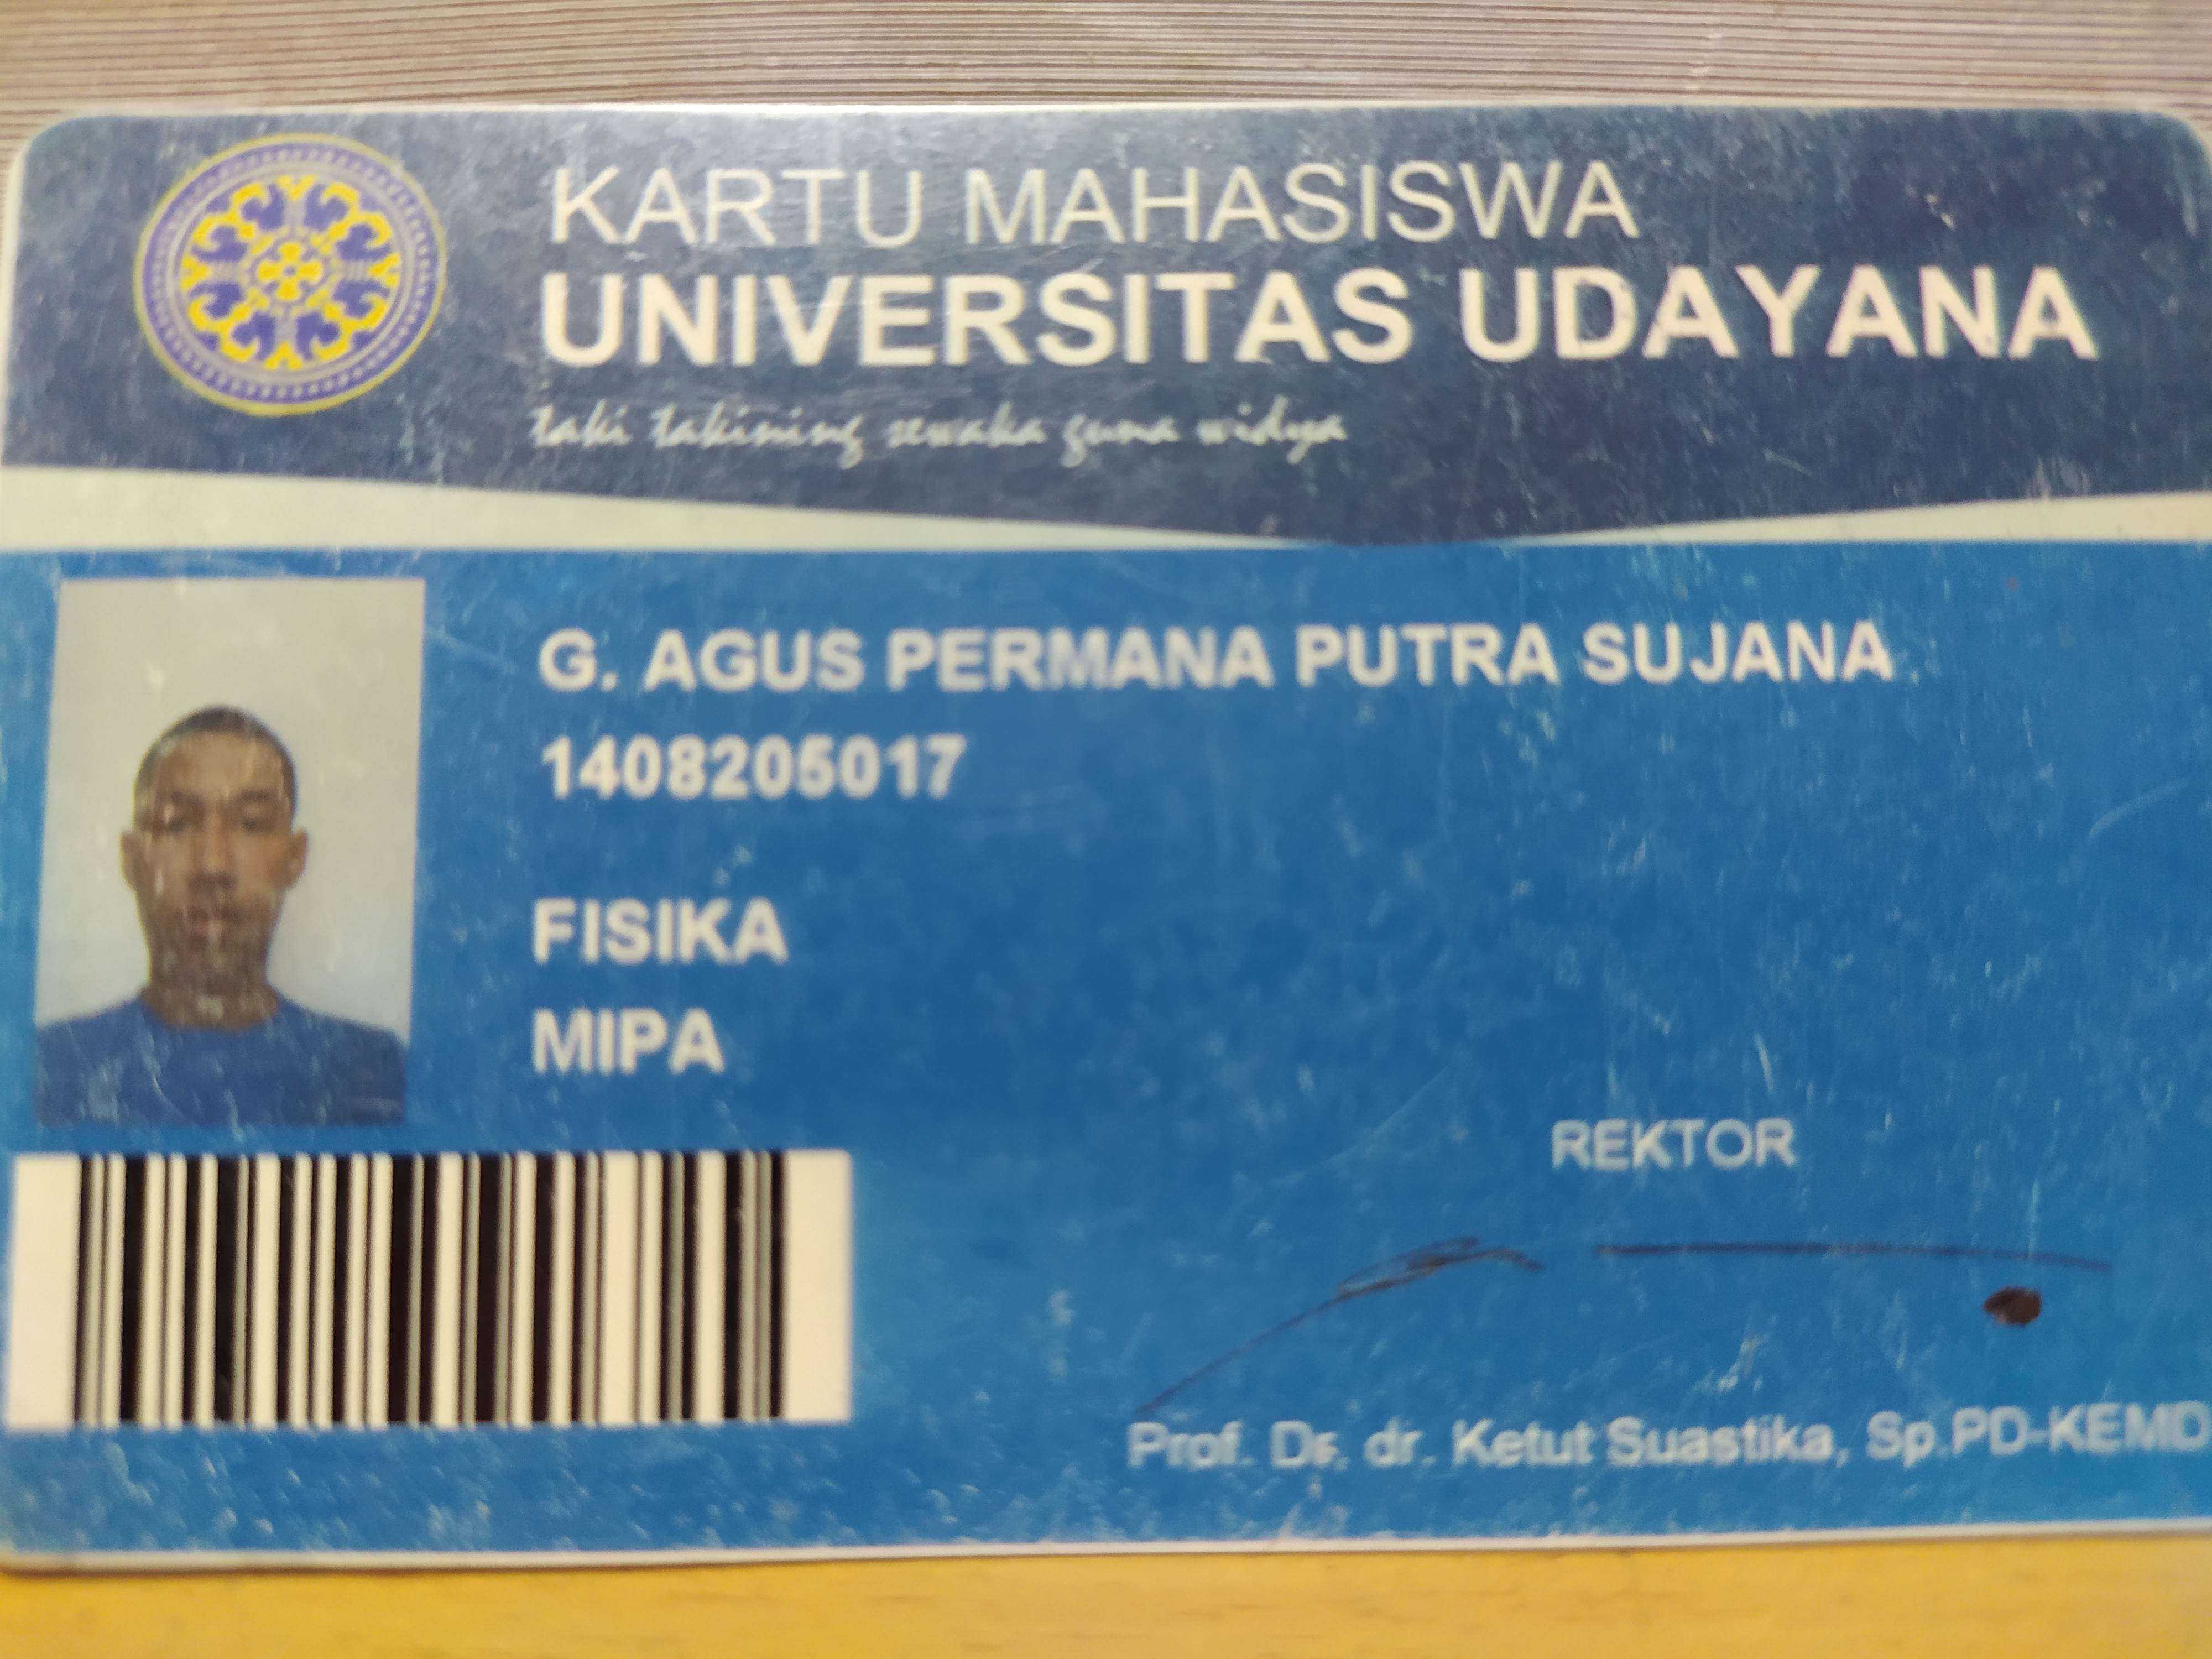 KARTU MAHASISWA
UNIVERSITAS UDAYANA
taki takining sewaka guna widya
G. AGUS PERMANA PUTRA SUJANA
1408205017
FISIKA
MIPA
REKTOR
Prof. Dr. dr. Ketut Suastika, Sp.PD-KEMD